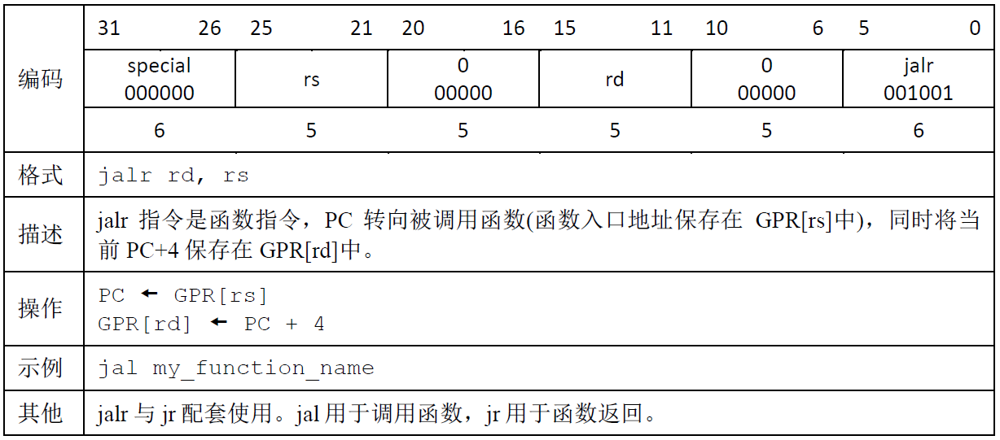 编码
31 26 25 21 20 16 15 11 10 6 5 0
special rs 0 rd 0 jalr
000000 00000 00000 001001
6 5 5 5 5 6
格式 jalr rd, rs
描述 jalr 指令是函数指令，PC 转向被调用函数(函数入口地址保存在 GPR[rs]中)，同时将当
前 PC+4 保存在 GPR[rd]中。
操作 PC ← GPR[rs]
GPR[rd] ← PC + 4
示例 jal my_function_name
其他 jalr 与 jr 配套使用。jal 用于调用函数，jr 用于函数返回。